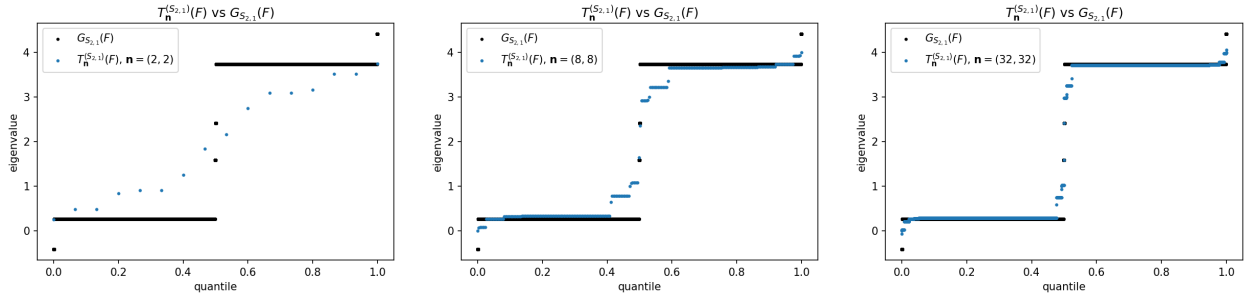 T_n^(S_{2,1})(F) vs G_{S_{2,1}}(F)
G_{S_{2,1}}(F)
T_n^(S_{2,1})(F), n = (2, 2)
eigenvalue
4
3
2
1
0
0.0 0.2 0.4 0.6 0.8 1.0
quantile
T_n^(S_{2,1})(F) vs G_{S_{2,1}}(F)
G_{S_{2,1}}(F)
T_n^(S_{2,1})(F), n = (8, 8)
eigenvalue
4
3
2
1
0
0.0 0.2 0.4 0.6 0.8 1.0
quantile
T_n^(S_{2,1})(F) vs G_{S_{2,1}}(F)
G_{S_{2,1}}(F)
T_n^(S_{2,1})(F), n = (32, 32)
eigenvalue
4
3
2
1
0
0.0 0.2 0.4 0.6 0.8 1.0
quantile